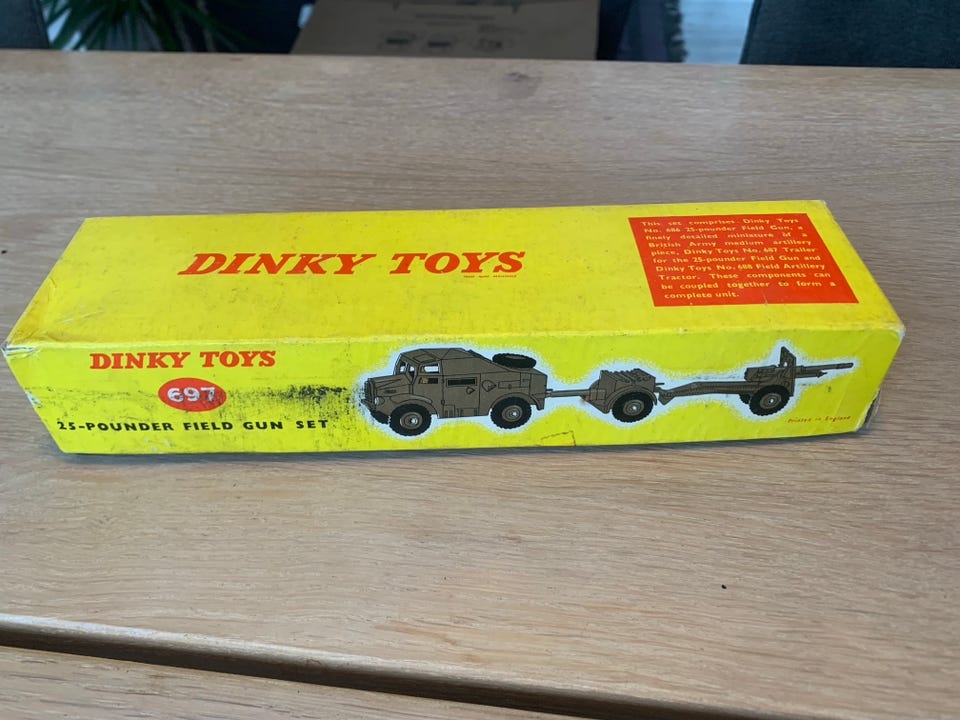 DINKY TOYS
This set comprises Dinky Toys
No. 686 25-pounder Field Gun, a
finely detailed miniature of a
British Army medium artillery
piece, Dinky Toys No. 687 Trailer
for the 25-pounder Field Gun and
Dinky Toys No. 688 Field Artillery
Tractor. These components can
be coupled together to form a
complete unit.
DINKY TOYS
697
25-POUNDER FIELD GUN SET
Printed in England